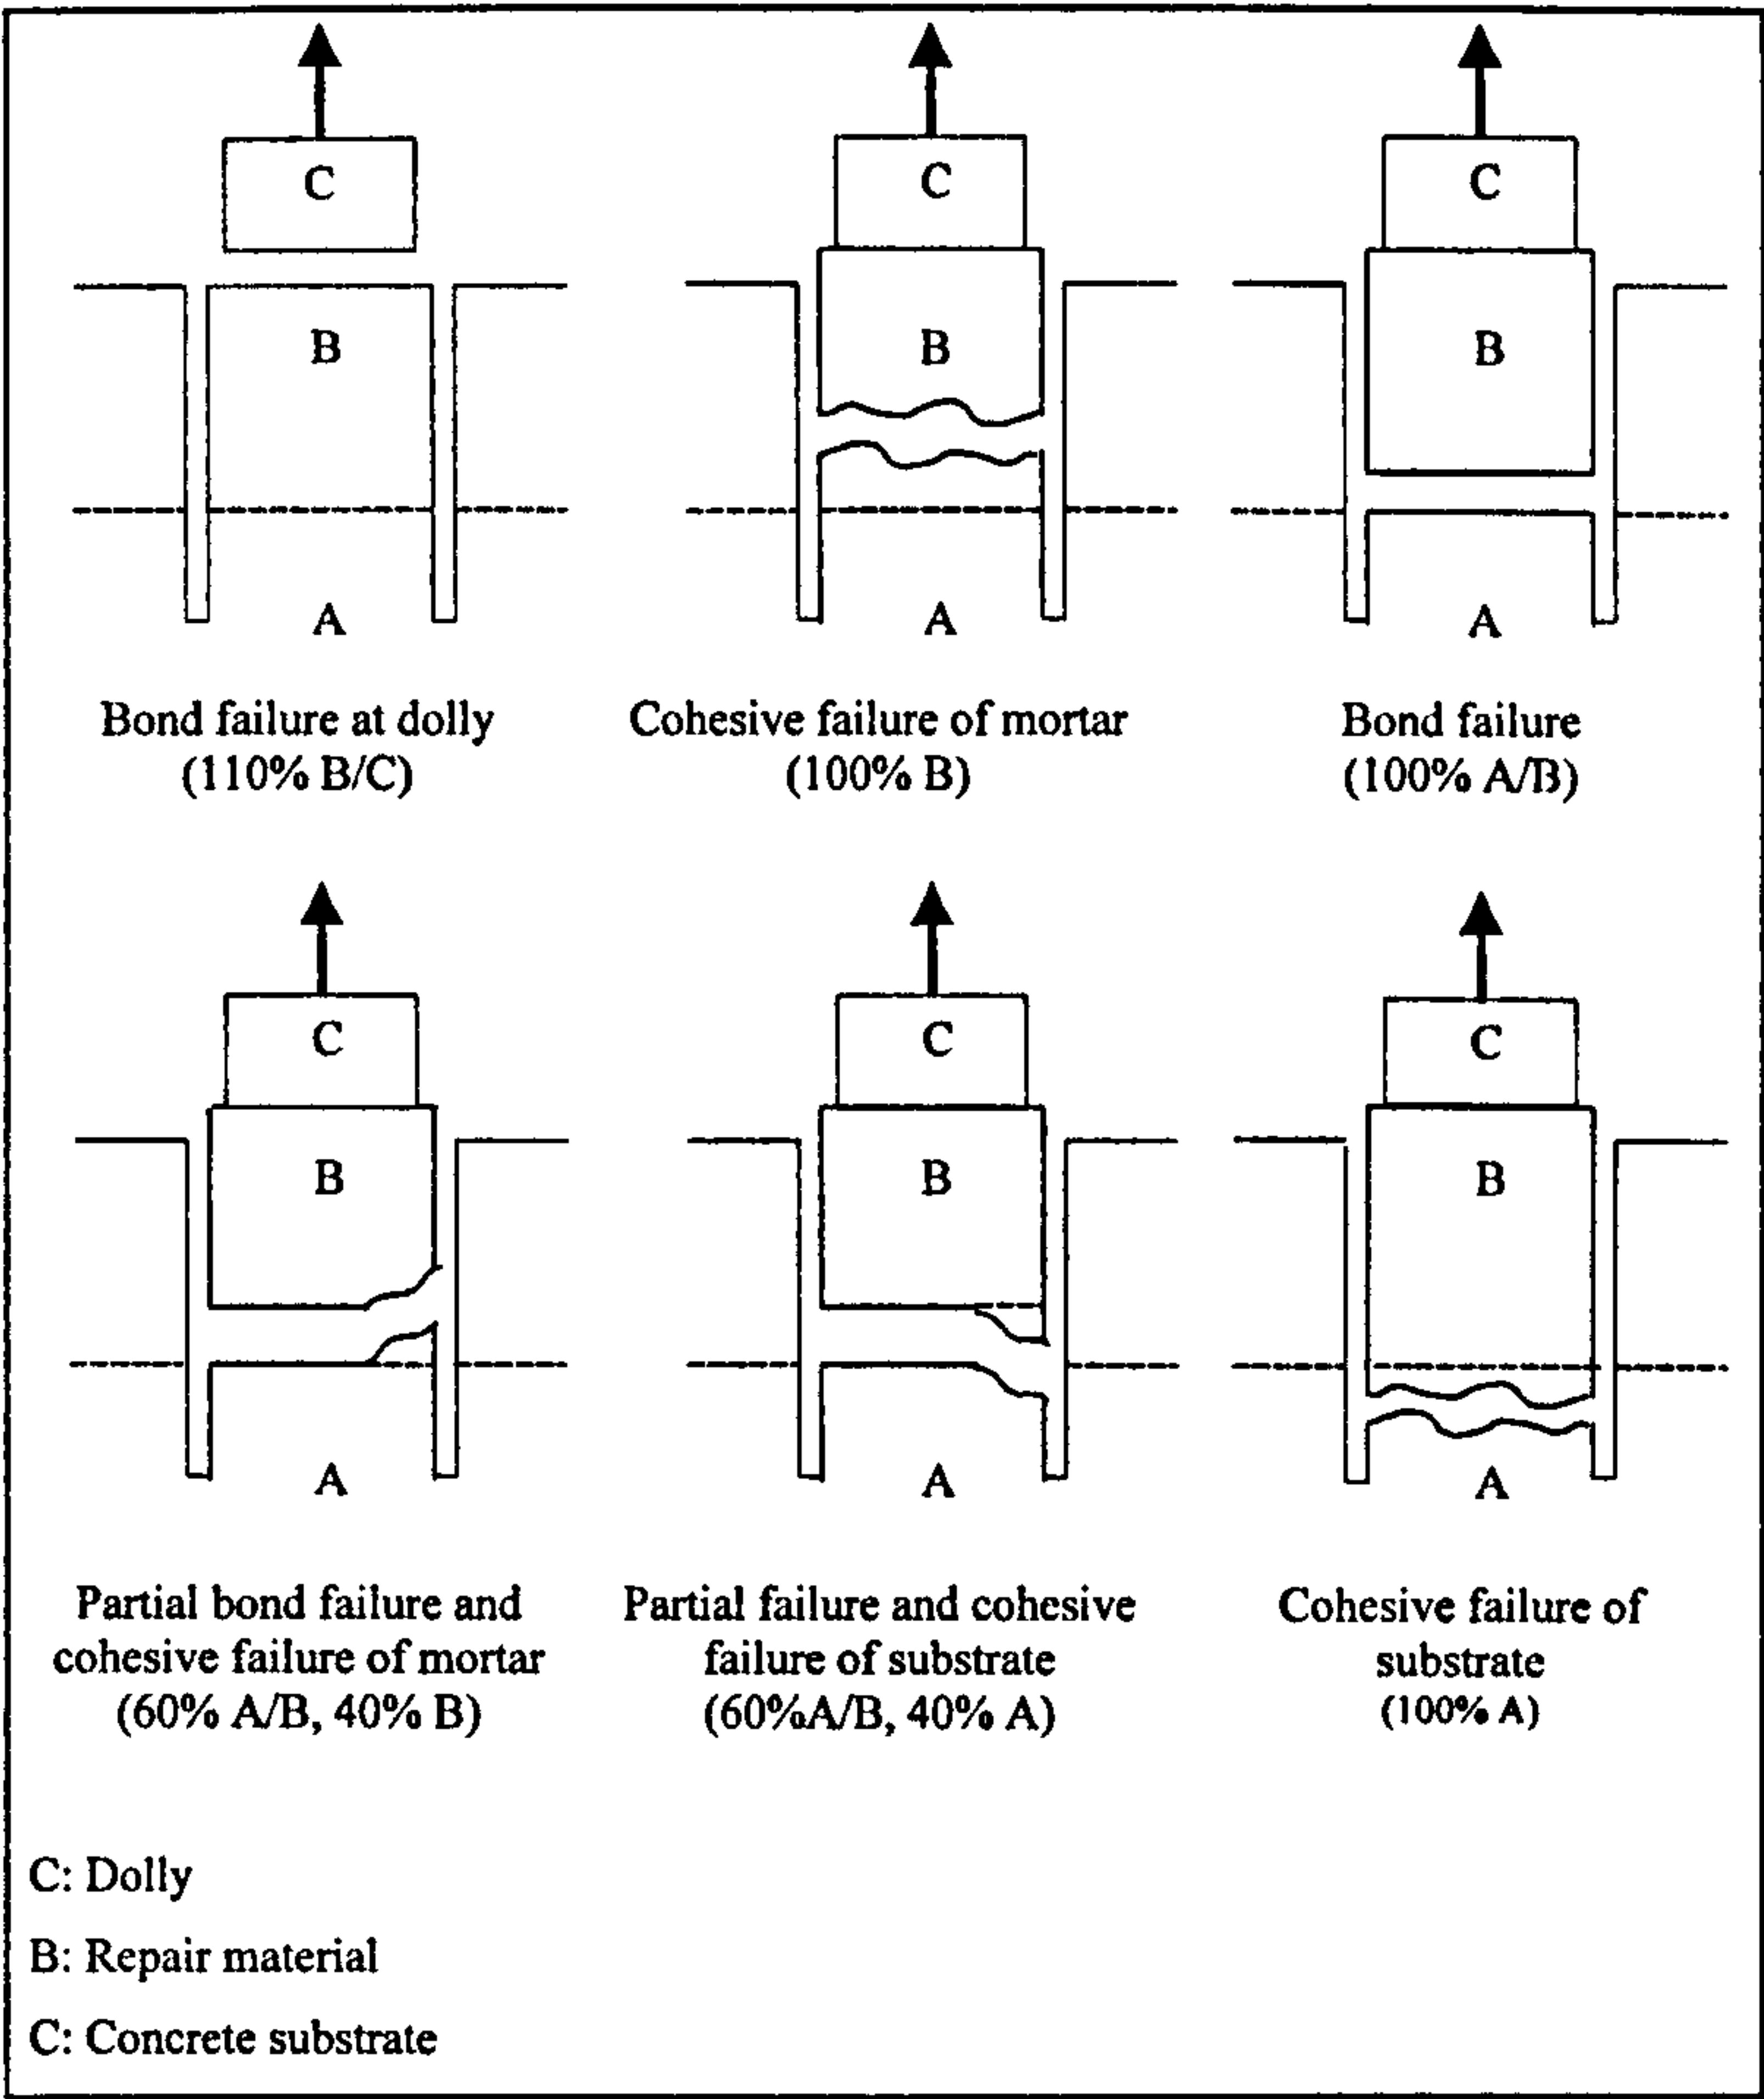 C
C
C
B
B
B
A
A
A
Bond failure at dolly
(110% B/C)
Cohesive failure of mortar
(100% B)
Bond failure
(100% A/B)
C
C
C
B
B
B
A
A
A
Partial bond failure and
cohesive failure of mortar
(60% A/B, 40% B)
Partial failure and cohesive
failure of substrate
(60%A/B, 40% A)
Cohesive failure of
substrate
(100% A)
C: Dolly
B: Repair material
C: Concrete substrate